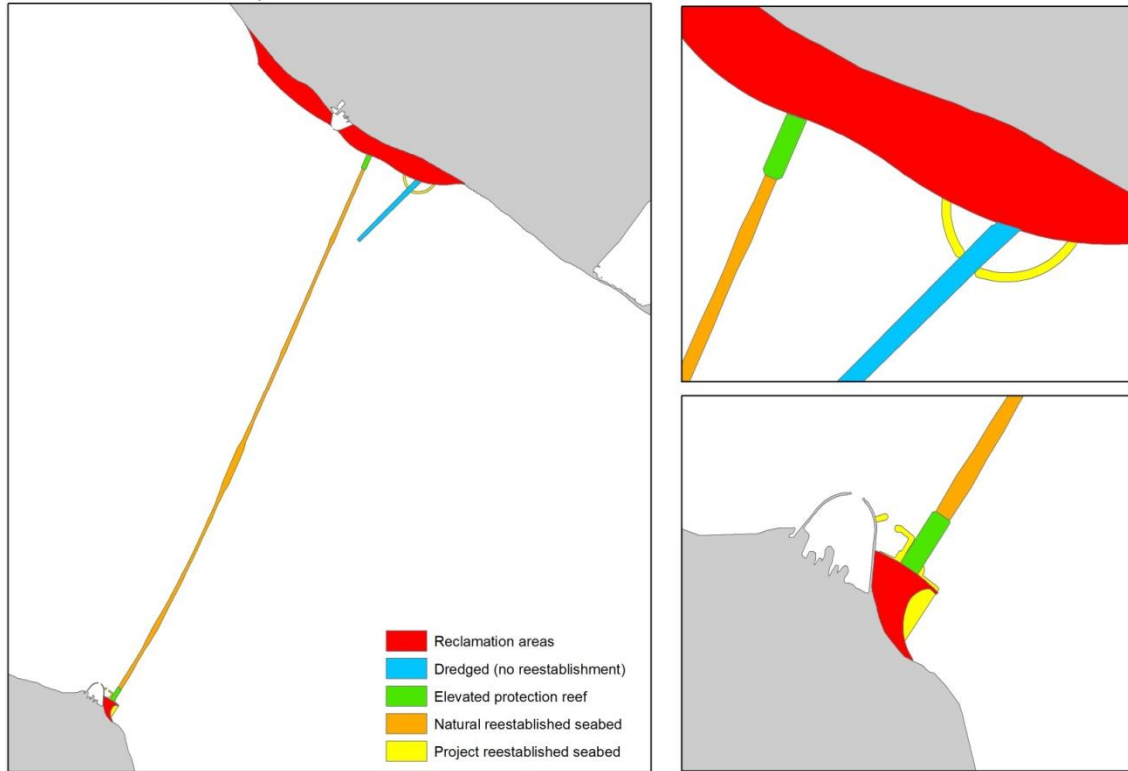 Reclamation areas
Dredged (no reestablishment)
Elevated protection reef
Natural reestablished seabed
Project reestablished seabed